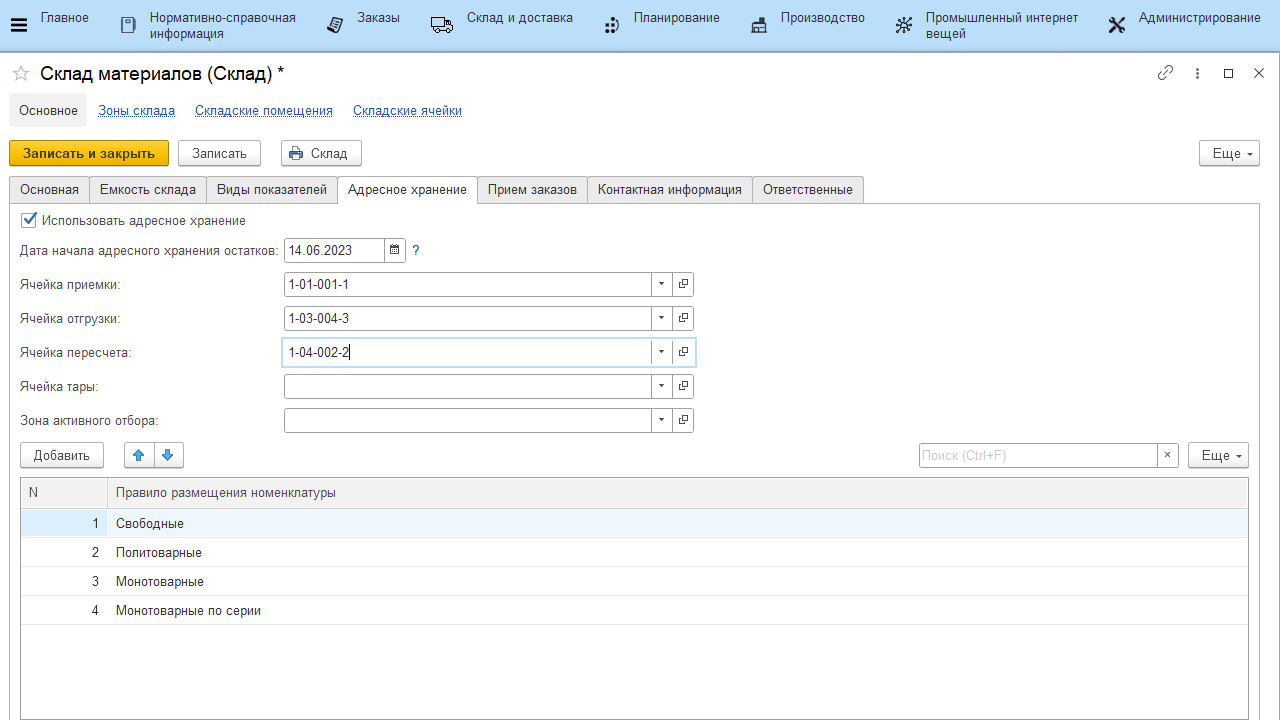 Главное
Нормативно-справочная
информация
Заказы
Склад и доставка
Планирование
Производство
Промышленный интернет
вещей
Администрирование
Склад материалов (Склад) *
Основное Зоны склада Складские помещения Складские ячейки
Записать и закрыть Записать Склад Еще
Основная Емкость склада Виды показателей Адресное хранение Прием заказов Контактная информация Ответственные
Использовать адресное хранение
Дата начала адресного хранения остатков: 14.06.2023 ?
Ячейка приемки: 1-01-001-1
Ячейка отгрузки: 1-03-004-3
Ячейка пересчета: 1-04-002-2
Ячейка тары:
Зона активного отбора:
Добавить Поиск (Ctrl+F) × Еще
N Правило размещения номенклатуры
1 Свободные
2 Политоварные
3 Монотоварные
4 Монотоварные по серии